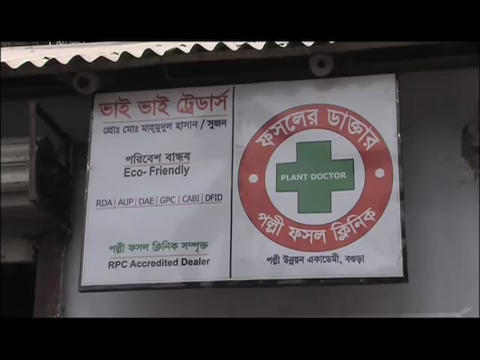 ভাই ভাই ট্রেডার্স
প্রোঃ মোঃ মাহমুদুল হাসান / সুজন
পরিবেশ বান্ধব
Eco- Friendly
RDA | AUP | DAE | GPC | CABI | DFID
পল্লী ফসল ক্লিনিক সম্পৃক্ত
RPC Accredited Dealer
ফসলের ডাক্তার
PLANT DOCTOR
পল্লী ফসল ক্লিনিক
পল্লী উন্নয়ন একাডেমী, বগুড়া